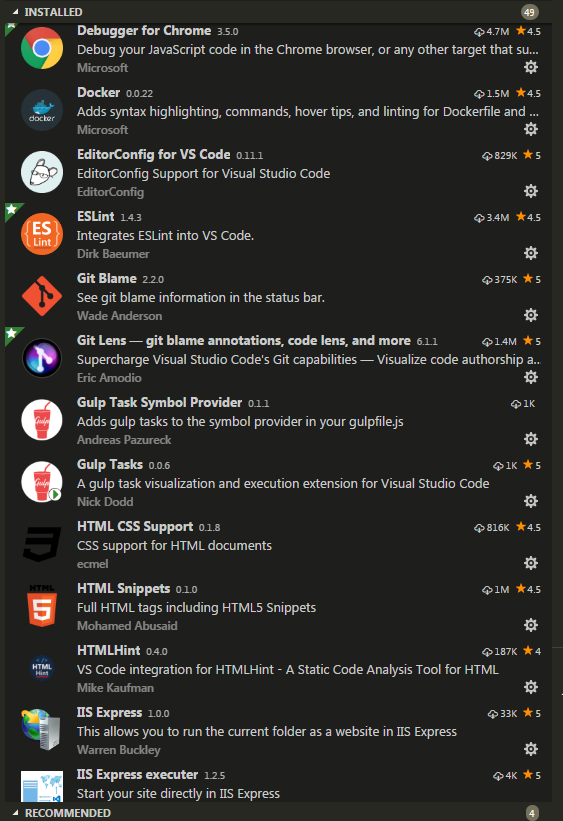 INSTALLED 49
Debugger for Chrome 3.5.0 4.7M 4.5
Debug your JavaScript code in the Chrome browser, or any other target that su...
Microsoft
docker
Docker 0.0.22 1.5M 4.5
Adds syntax highlighting, commands, hover tips, and linting for Dockerfile and ...
Microsoft
EditorConfig for VS Code 0.11.1 829K 5
EditorConfig Support for Visual Studio Code
EditorConfig
ES
Lint
ESLint 1.4.3 3.4M 4.5
Integrates ESLint into VS Code.
Dirk Baeumer
Git Blame 2.2.0 375K 5
See git blame information in the status bar.
Wade Anderson
Git Lens — git blame annotations, code lens, and more 6.1.1 1.4M 5
Supercharge Visual Studio Code's Git capabilities — Visualize code authorship a...
Eric Amodio
Gulp
Gulp Task Symbol Provider 0.1.1 1K
Adds gulp tasks to the symbol provider in your gulpfile.js
Andreas Pazureck
Gulp
Gulp Tasks 0.0.6 1K 5
A gulp task visualization and execution extension for Visual Studio Code
Nick Dodd
HTML CSS Support 0.1.8 816K 4.5
CSS support for HTML documents
ecmel
HTML
5
HTML Snippets 0.1.0 1M 4.5
Full HTML tags including HTML5 Snippets
Mohamed Abusaid
HTML
Hint
HTMLHint 0.4.0 187K 4
VS Code integration for HTMLHint - A Static Code Analysis Tool for HTML
Mike Kaufman
IIS Express 1.0.0 33K 5
This allows you to run the current folder as a website in IIS Express
Warren Buckley
IIS Express executer 1.2.5 4K 5
Start your site directly in IIS Express
RECOMMENDED 4